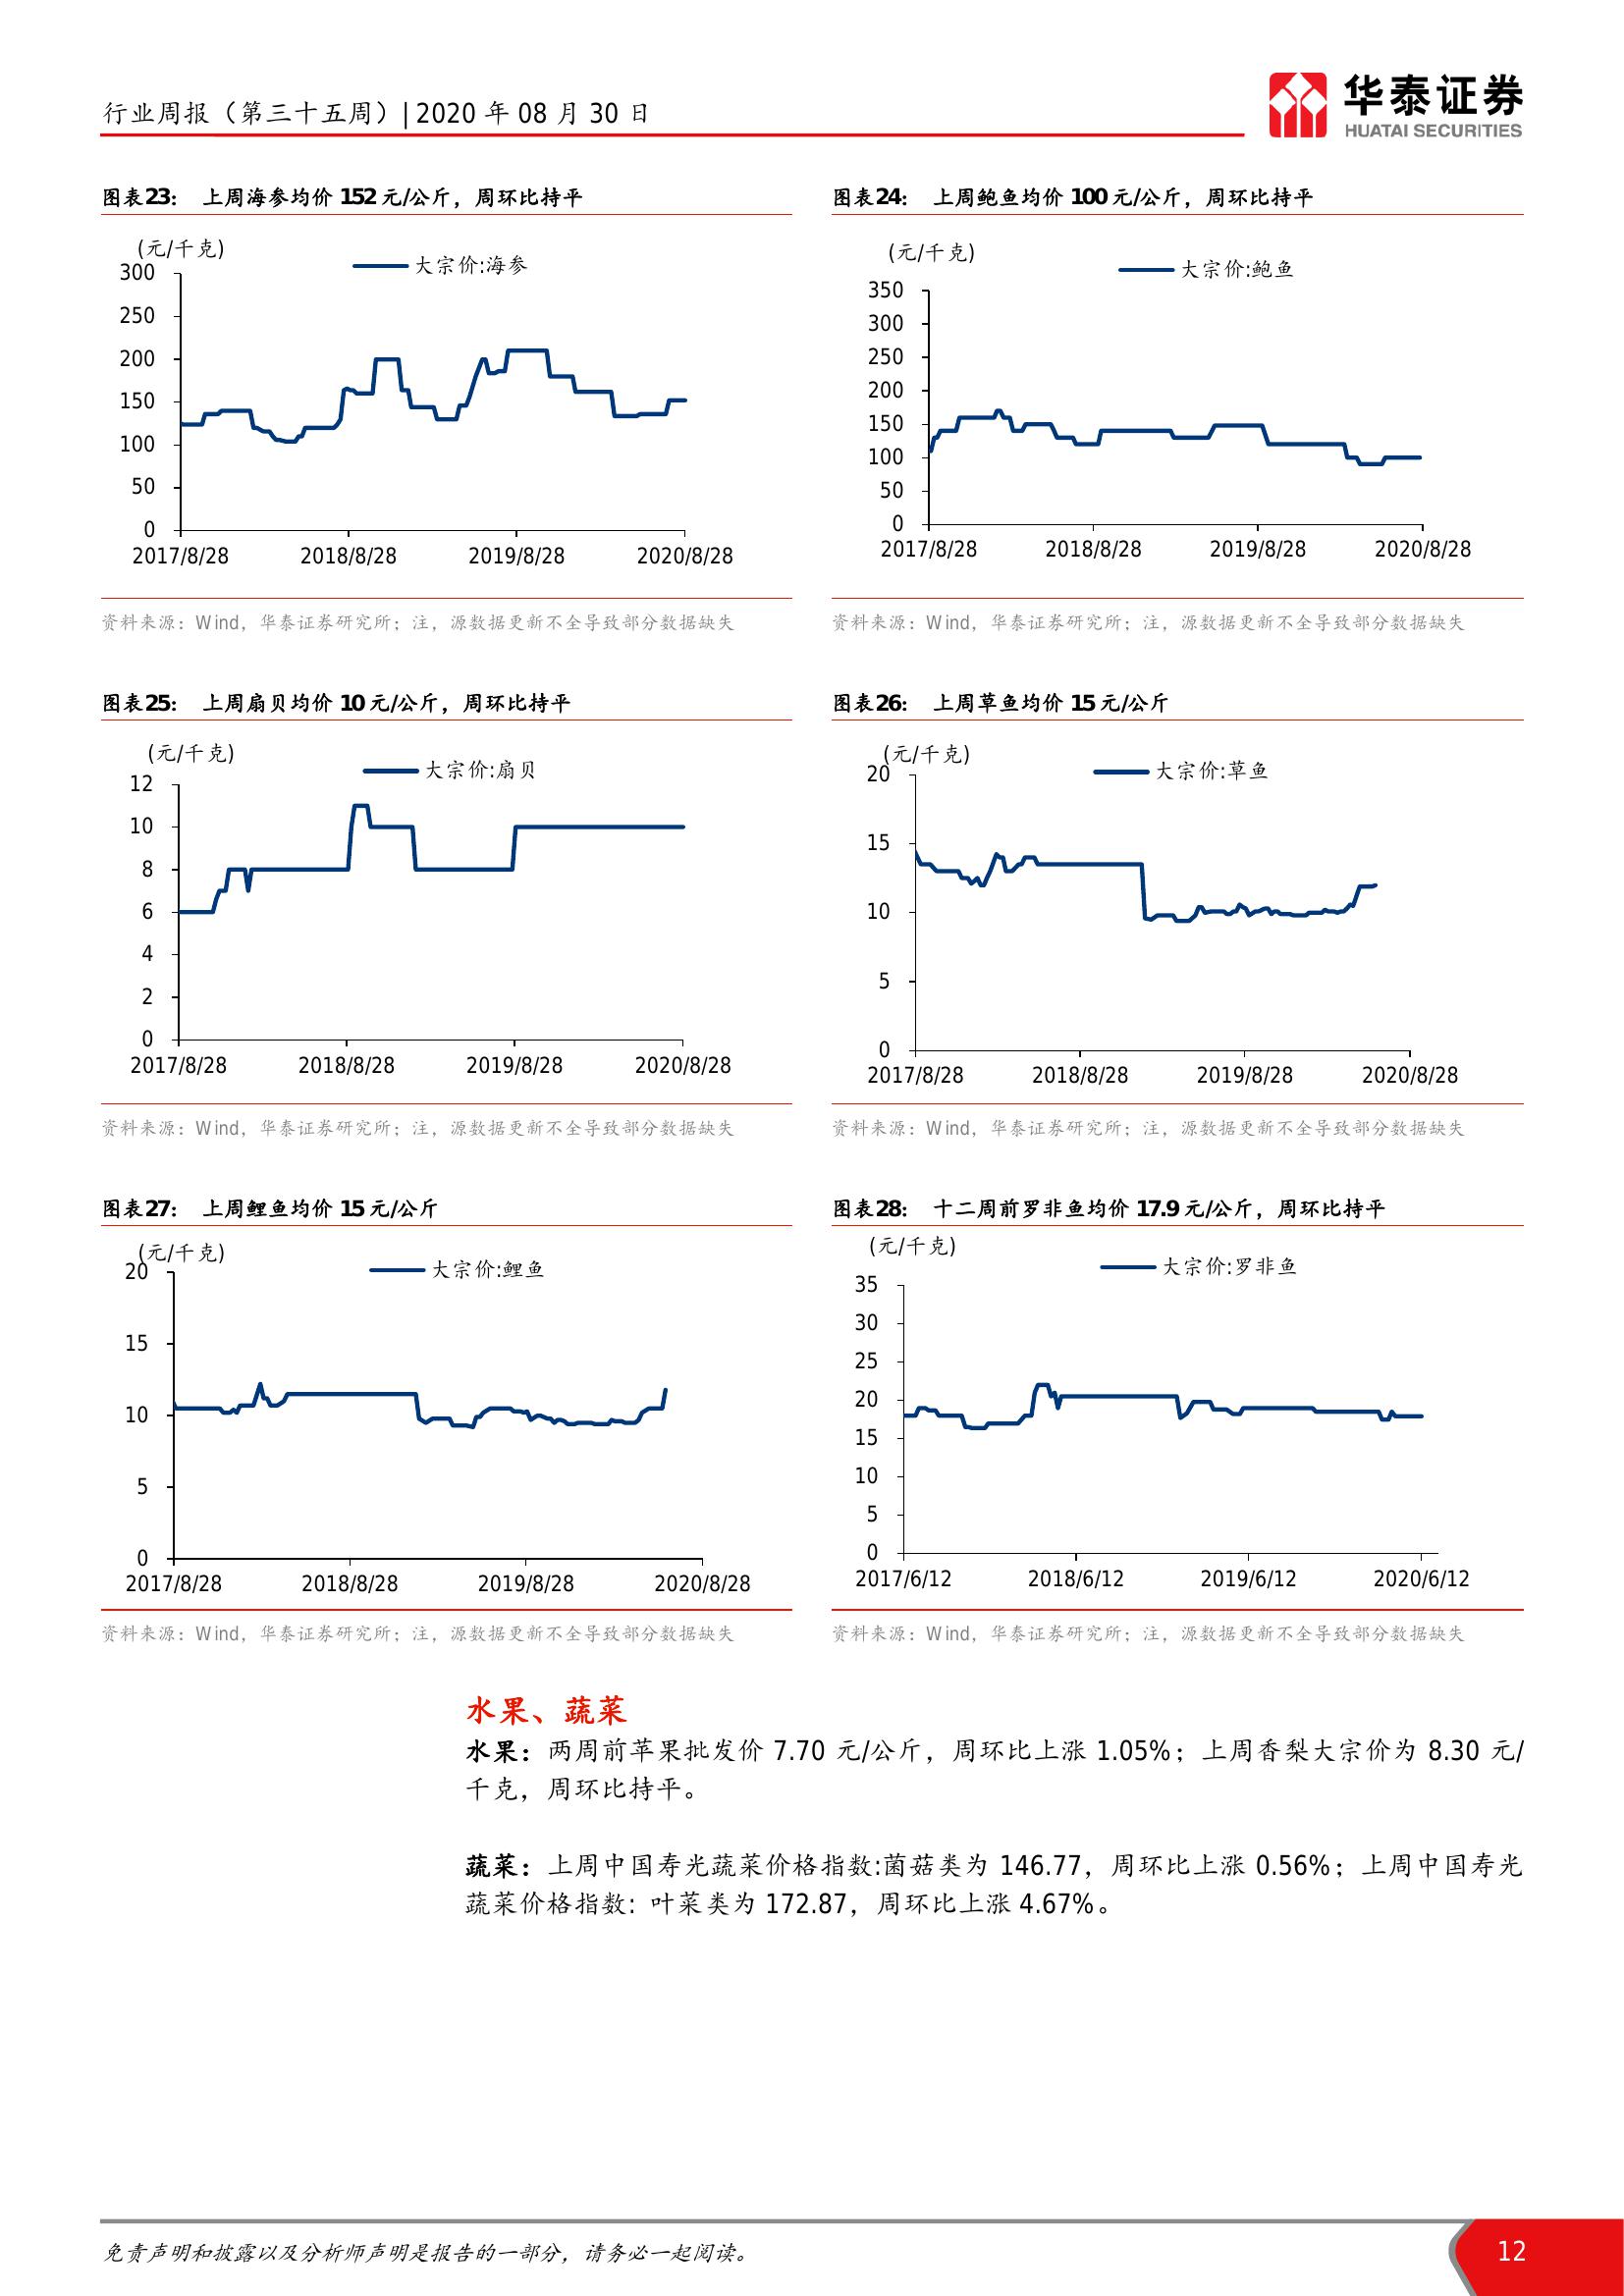 行业周报（第三十五周）| 2020 年 08 月 30 日
华泰证券
HUATAI SECURITIES
图表23： 上周海参均价 152 元/公斤，周环比持平
(元/千克)
大宗价:海参
300
250
200
150
100
50
0
2017/8/28 2018/8/28 2019/8/28 2020/8/28
资料来源：Wind，华泰证券研究所；注，源数据更新不全导致部分数据缺失
图表24： 上周鲍鱼均价 100 元/公斤，周环比持平
(元/千克)
大宗价:鲍鱼
350
300
250
200
150
100
50
0
2017/8/28 2018/8/28 2019/8/28 2020/8/28
资料来源：Wind，华泰证券研究所；注，源数据更新不全导致部分数据缺失
图表25： 上周扇贝均价 10 元/公斤，周环比持平
(元/千克)
大宗价:扇贝
12
10
8
6
4
2
0
2017/8/28 2018/8/28 2019/8/28 2020/8/28
资料来源：Wind，华泰证券研究所；注，源数据更新不全导致部分数据缺失
图表26： 上周草鱼均价 15 元/公斤
(元/千克)
大宗价:草鱼
20
15
10
5
0
2017/8/28 2018/8/28 2019/8/28 2020/8/28
资料来源：Wind，华泰证券研究所；注，源数据更新不全导致部分数据缺失
图表27： 上周鲤鱼均价 15 元/公斤
(元/千克)
大宗价:鲤鱼
20
15
10
5
0
2017/8/28 2018/8/28 2019/8/28 2020/8/28
资料来源：Wind，华泰证券研究所；注，源数据更新不全导致部分数据缺失
图表28： 十二周前罗非鱼均价 17.9 元/公斤，周环比持平
(元/千克)
大宗价:罗非鱼
35
30
25
20
15
10
5
0
2017/6/12 2018/6/12 2019/6/12 2020/6/12
资料来源：Wind，华泰证券研究所；注，源数据更新不全导致部分数据缺失
水果、蔬菜
水果：两周前苹果批发价 7.70 元/公斤，周环比上涨 1.05%；上周香梨大宗价为 8.30 元/
千克，周环比持平。
蔬菜：上周中国寿光蔬菜价格指数:菌菇类为 146.77，周环比上涨 0.56%；上周中国寿光
蔬菜价格指数: 叶菜类为 172.87，周环比上涨 4.67%。
免责声明和披露以及分析师声明是报告的一部分，请务必一起阅读。
12